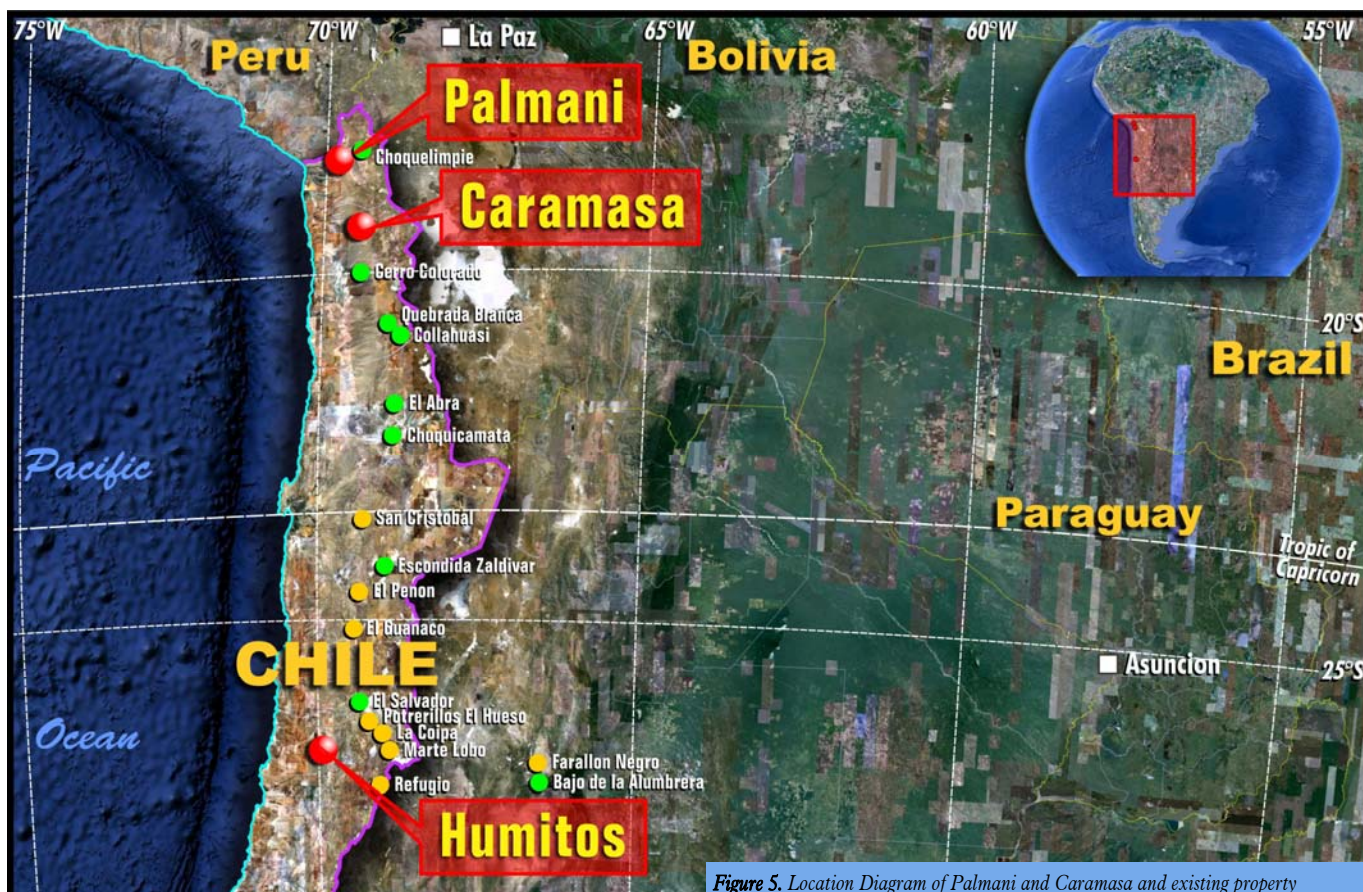 75°W
70°W
65°W
60°W
55°W
Peru
La Paz
Bolivia
Palmani
Choquelimpie
Caramasa
Cerro Colorado
Quebrada Blanca
Collahuasi
20°S
Brazil
El Abra
Chuquicamata
Pacific
San Cristobal
Paraguay
Tropic of
Capricorn
Escondida Zaldivar
El Penon
El Guanaco
CHILE
Asuncion
25°S
El Salvador
Potrerillos El Hueso
La Coipa
Marte Lobo
Ocean
Farallon Negro
Refugio
Bajo de la Alumbrera
Humitos
Figure 5. Location Diagram of Palmani and Caramasa and existing property